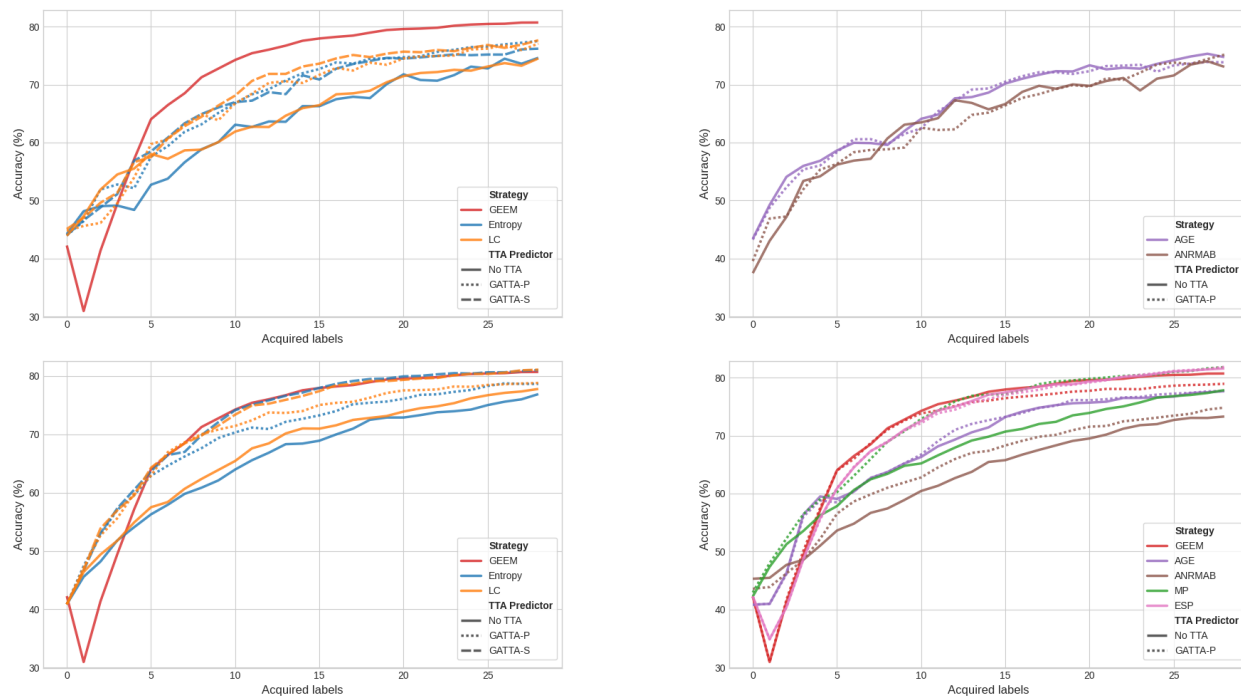 80
70
60
50
40
30
Accuracy (%)
0
5
10
15
20
25
Acquired labels
Strategy
GEEM
Entropy
LC
TTA Predictor
No TTA
GATTA-P
GATTA-S
80
70
60
50
40
30
Accuracy (%)
0
5
10
15
20
25
Acquired labels
Strategy
AGE
ANRMAB
TTA Predictor
No TTA
GATTA-P
80
70
60
50
40
30
Accuracy (%)
0
5
10
15
20
25
Acquired labels
Strategy
GEEM
Entropy
LC
TTA Predictor
No TTA
GATTA-P
GATTA-S
80
70
60
50
40
30
Accuracy (%)
0
5
10
15
20
25
Acquired labels
Strategy
GEEM
AGE
ANRMAB
MP
ESP
TTA Predictor
No TTA
GATTA-P